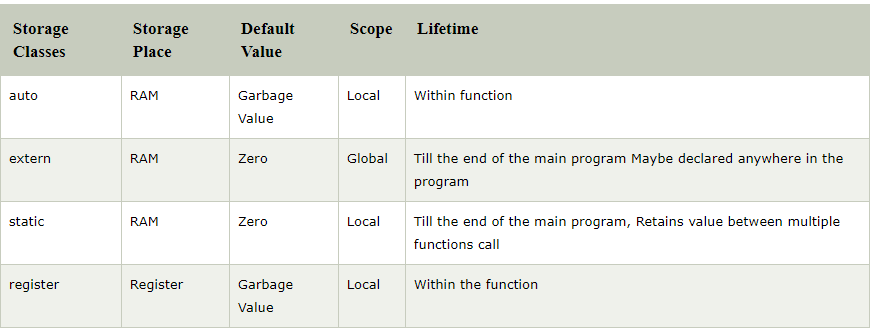 Storage Classes Storage Place Default Value Scope Lifetime
auto RAM Garbage Value Local Within function
extern RAM Zero Global Till the end of the main program Maybe declared anywhere in the program
static RAM Zero Local Till the end of the main program, Retains value between multiple functions call
register Register Garbage Value Local Within the function